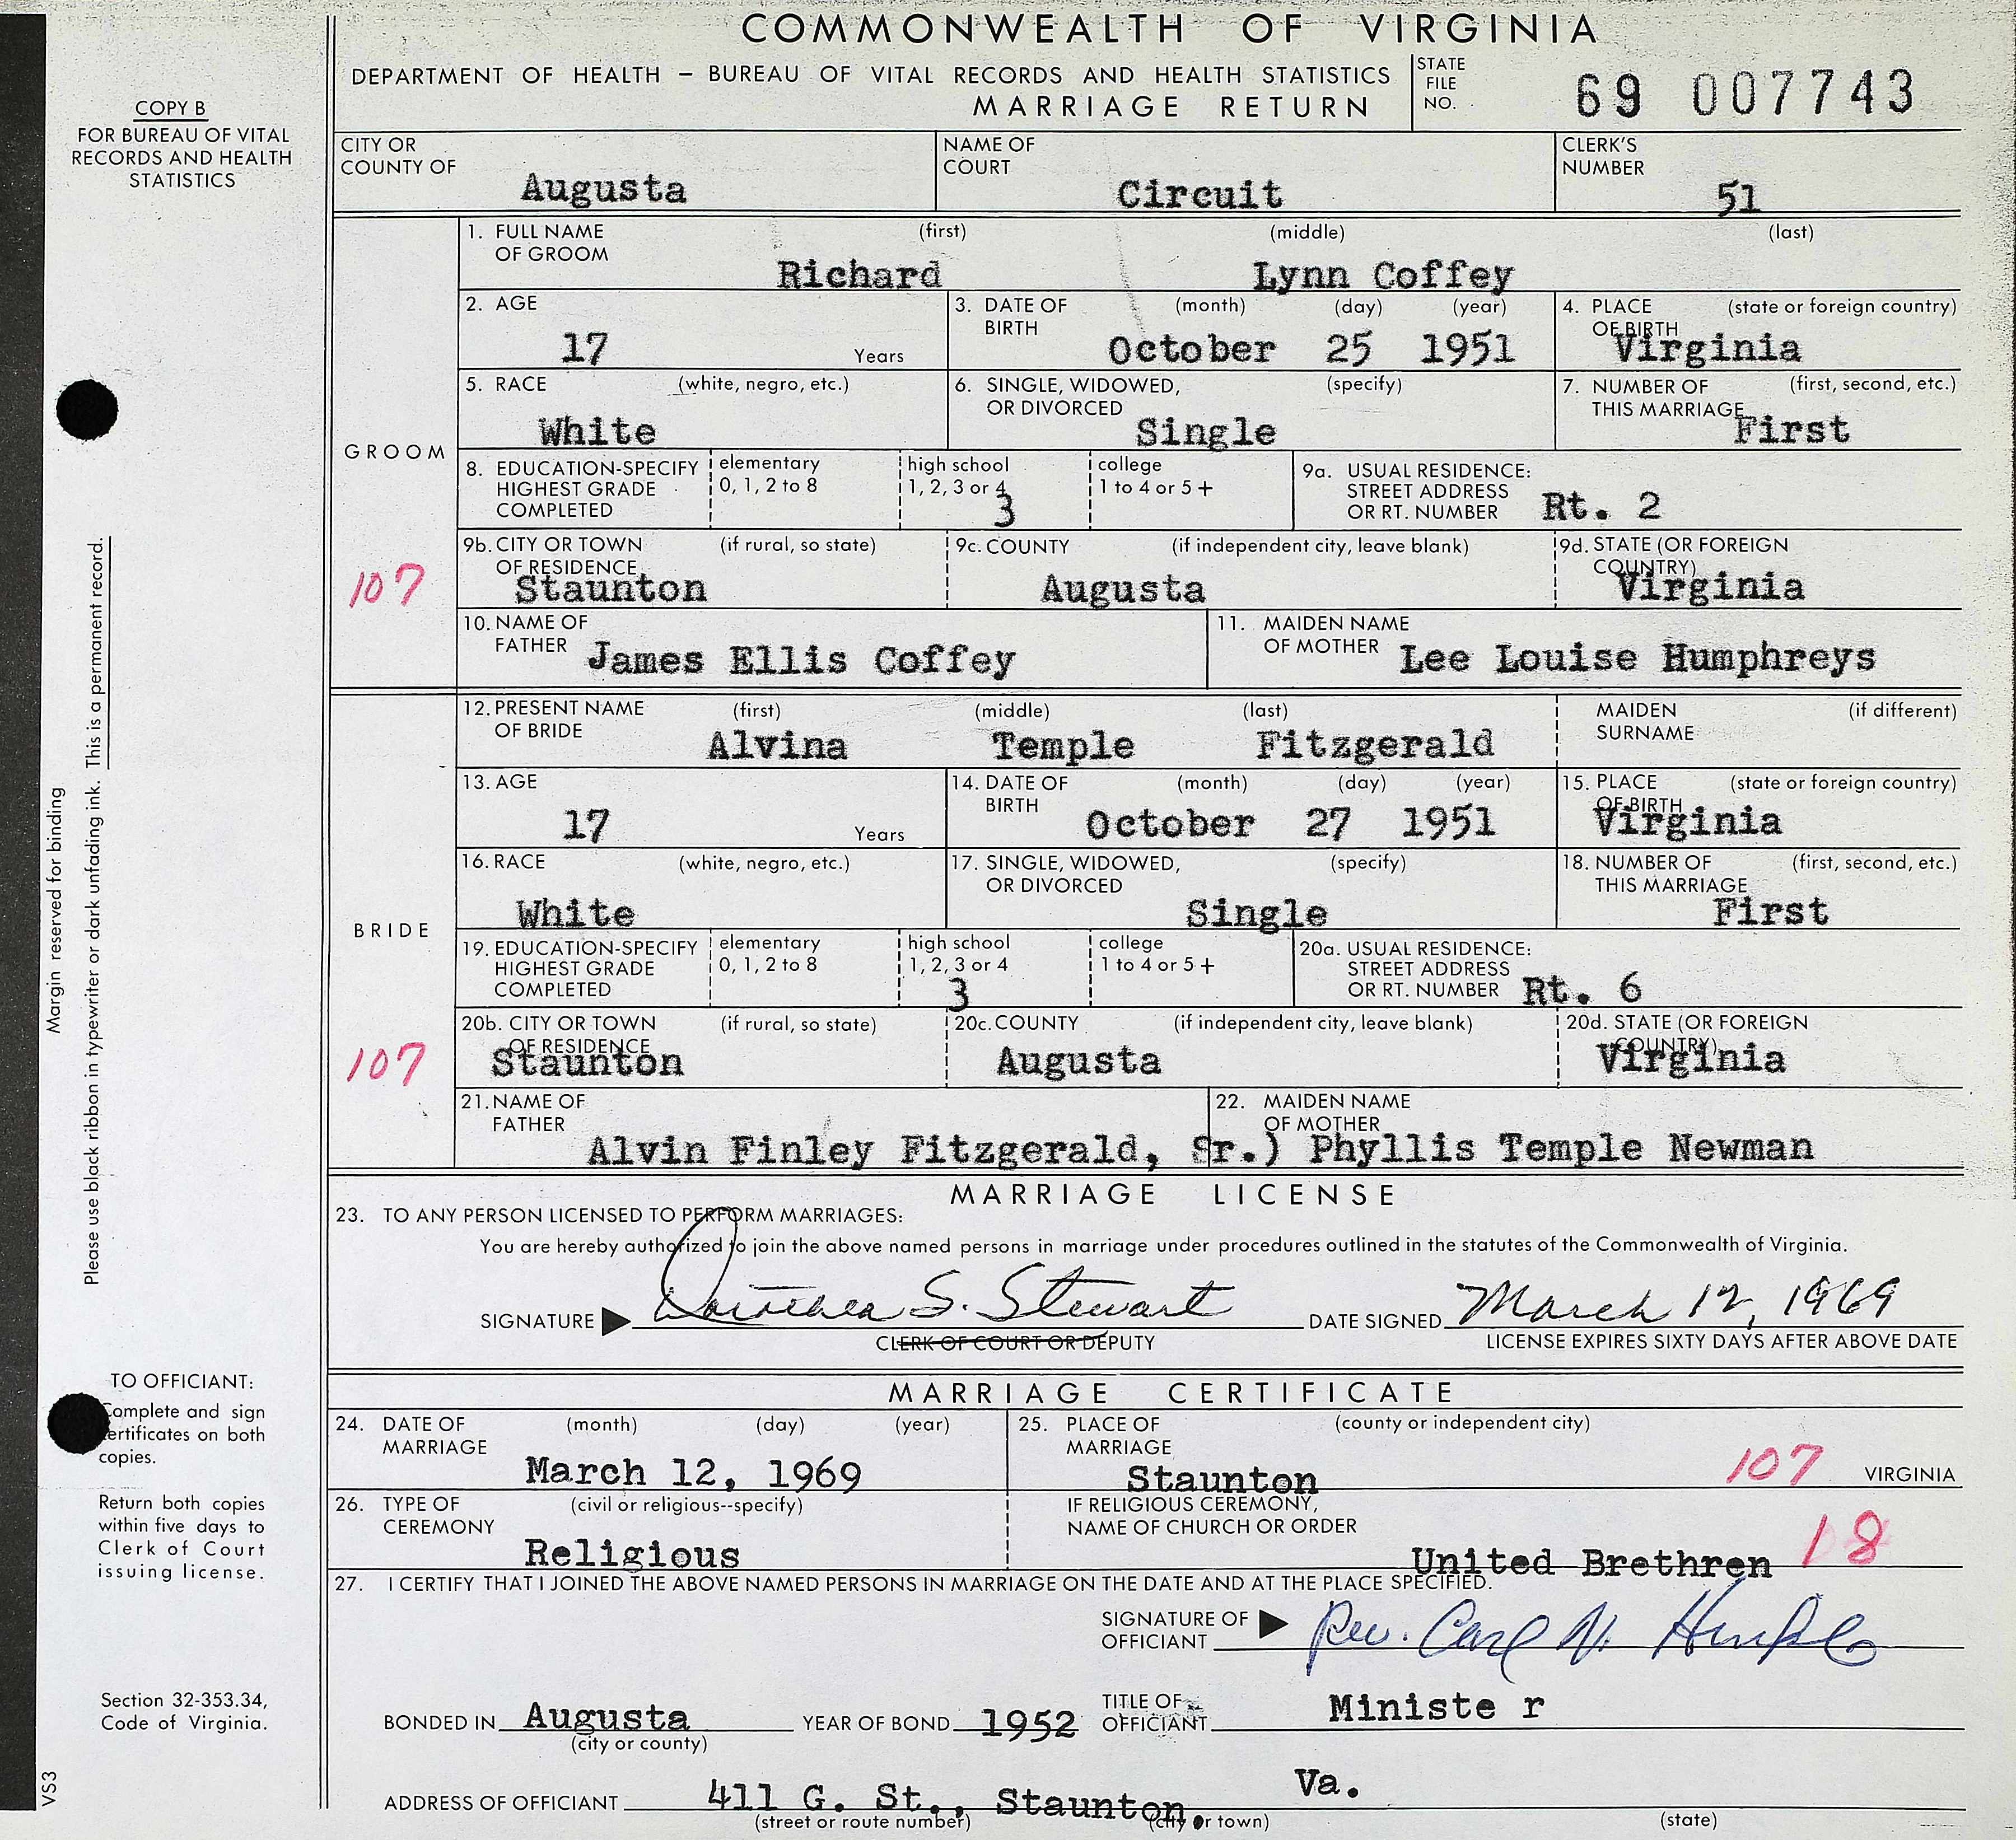 COMMONWEALTH OF VIRGINIA
DEPARTMENT OF HEALTH – BUREAU OF VITAL RECORDS AND HEALTH STATISTICS
MARRIAGE RETURN
STATE FILE NO. 69 007743
COPY B
FOR BUREAU OF VITAL
RECORDS AND HEALTH
STATISTICS
CITY OR COUNTY OF Augusta
NAME OF COURT Circuit
CLERK'S NUMBER 51
GROOM
1. FULL NAME OF GROOM (first) (middle) (last)
Richard Lynn Coffey
2. AGE 17 Years
3. DATE OF BIRTH (month) (day) (year) October 25 1951
4. PLACE OF BIRTH (state or foreign country) Virginia
5. RACE (white, negro, etc.) White
6. SINGLE, WIDOWED, OR DIVORCED (specify) Single
7. NUMBER OF THIS MARRIAGE (first, second, etc.) First
8. EDUCATION-SPECIFY HIGHEST GRADE COMPLETED elementary 0, 1, 2 to 8 high school 1, 2, 3 or 4 3 college 1 to 4 or 5+
9a. USUAL RESIDENCE: STREET ADDRESS OR RT. NUMBER Rt. 2
107
9b. CITY OR TOWN OF RESIDENCE (if rural, so state) Staunton
9c. COUNTY (if independent city, leave blank) Augusta
9d. STATE (OR FOREIGN COUNTRY) Virginia
10. NAME OF FATHER James Ellis Coffey
11. MAIDEN NAME OF MOTHER Lee Louise Humphreys
BRIDE
12. PRESENT NAME OF BRIDE (first) (middle) (last) Alvina Temple Fitzgerald
MAIDEN SURNAME (if different)
13. AGE 17 Years
14. DATE OF BIRTH (month) (day) (year) October 27 1951
15. PLACE OF BIRTH (state or foreign country) Virginia
16. RACE (white, negro, etc.) White
17. SINGLE, WIDOWED, OR DIVORCED (specify) Single
18. NUMBER OF THIS MARRIAGE (first, second, etc.) First
19. EDUCATION-SPECIFY HIGHEST GRADE COMPLETED elementary 0, 1, 2 to 8 high school 1, 2, 3 or 4 3 college 1 to 4 or 5+
20a. USUAL RESIDENCE: STREET ADDRESS OR RT. NUMBER Rt. 6
107
20b. CITY OR TOWN OF RESIDENCE (if rural, so state) Staunton
20c. COUNTY (if independent city, leave blank) Augusta
20d. STATE (OR FOREIGN COUNTRY) Virginia
21. NAME OF FATHER Alvin Finley Fitzgerald, Sr.)
22. MAIDEN NAME OF MOTHER Phyllis Temple Newman
MARRIAGE LICENSE
23. TO ANY PERSON LICENSED TO PERFORM MARRIAGES:
You are hereby authorized to join the above named persons in marriage under procedures outlined in the statutes of the Commonwealth of Virginia.
SIGNATURE Dorothea S. Stewart DATE SIGNED March 12, 1969
CLERK OF COURT OR DEPUTY LICENSE EXPIRES SIXTY DAYS AFTER ABOVE DATE
MARRIAGE CERTIFICATE
24. DATE OF MARRIAGE (month) (day) (year) March 12, 1969
25. PLACE OF MARRIAGE (county or independent city) Staunton 107 VIRGINIA
26. TYPE OF CEREMONY (civil or religious--specify) Religious
IF RELIGIOUS CEREMONY, NAME OF CHURCH OR ORDER United Brethren 18
27. I CERTIFY THAT I JOINED THE ABOVE NAMED PERSONS IN MARRIAGE ON THE DATE AND AT THE PLACE SPECIFIED.
SIGNATURE OF OFFICIANT Rev. Carl
BONDED IN Augusta YEAR OF BOND 1952 TITLE OF OFFICIANT Ministe r
(city or county)
ADDRESS OF OFFICIANT 411 G. St., Staunton, Va.
(street or route number) (city or town) (state)
Margin reserved for binding
Please use black ribbon in typewriter or dark unfading ink. This is a permanent record.
TO OFFICIANT:
Complete and sign
certificates on both
copies.
Return both copies
within five days to
Clerk of Court
issuing license.
Section 32-353.34,
Code of Virginia.
VS3